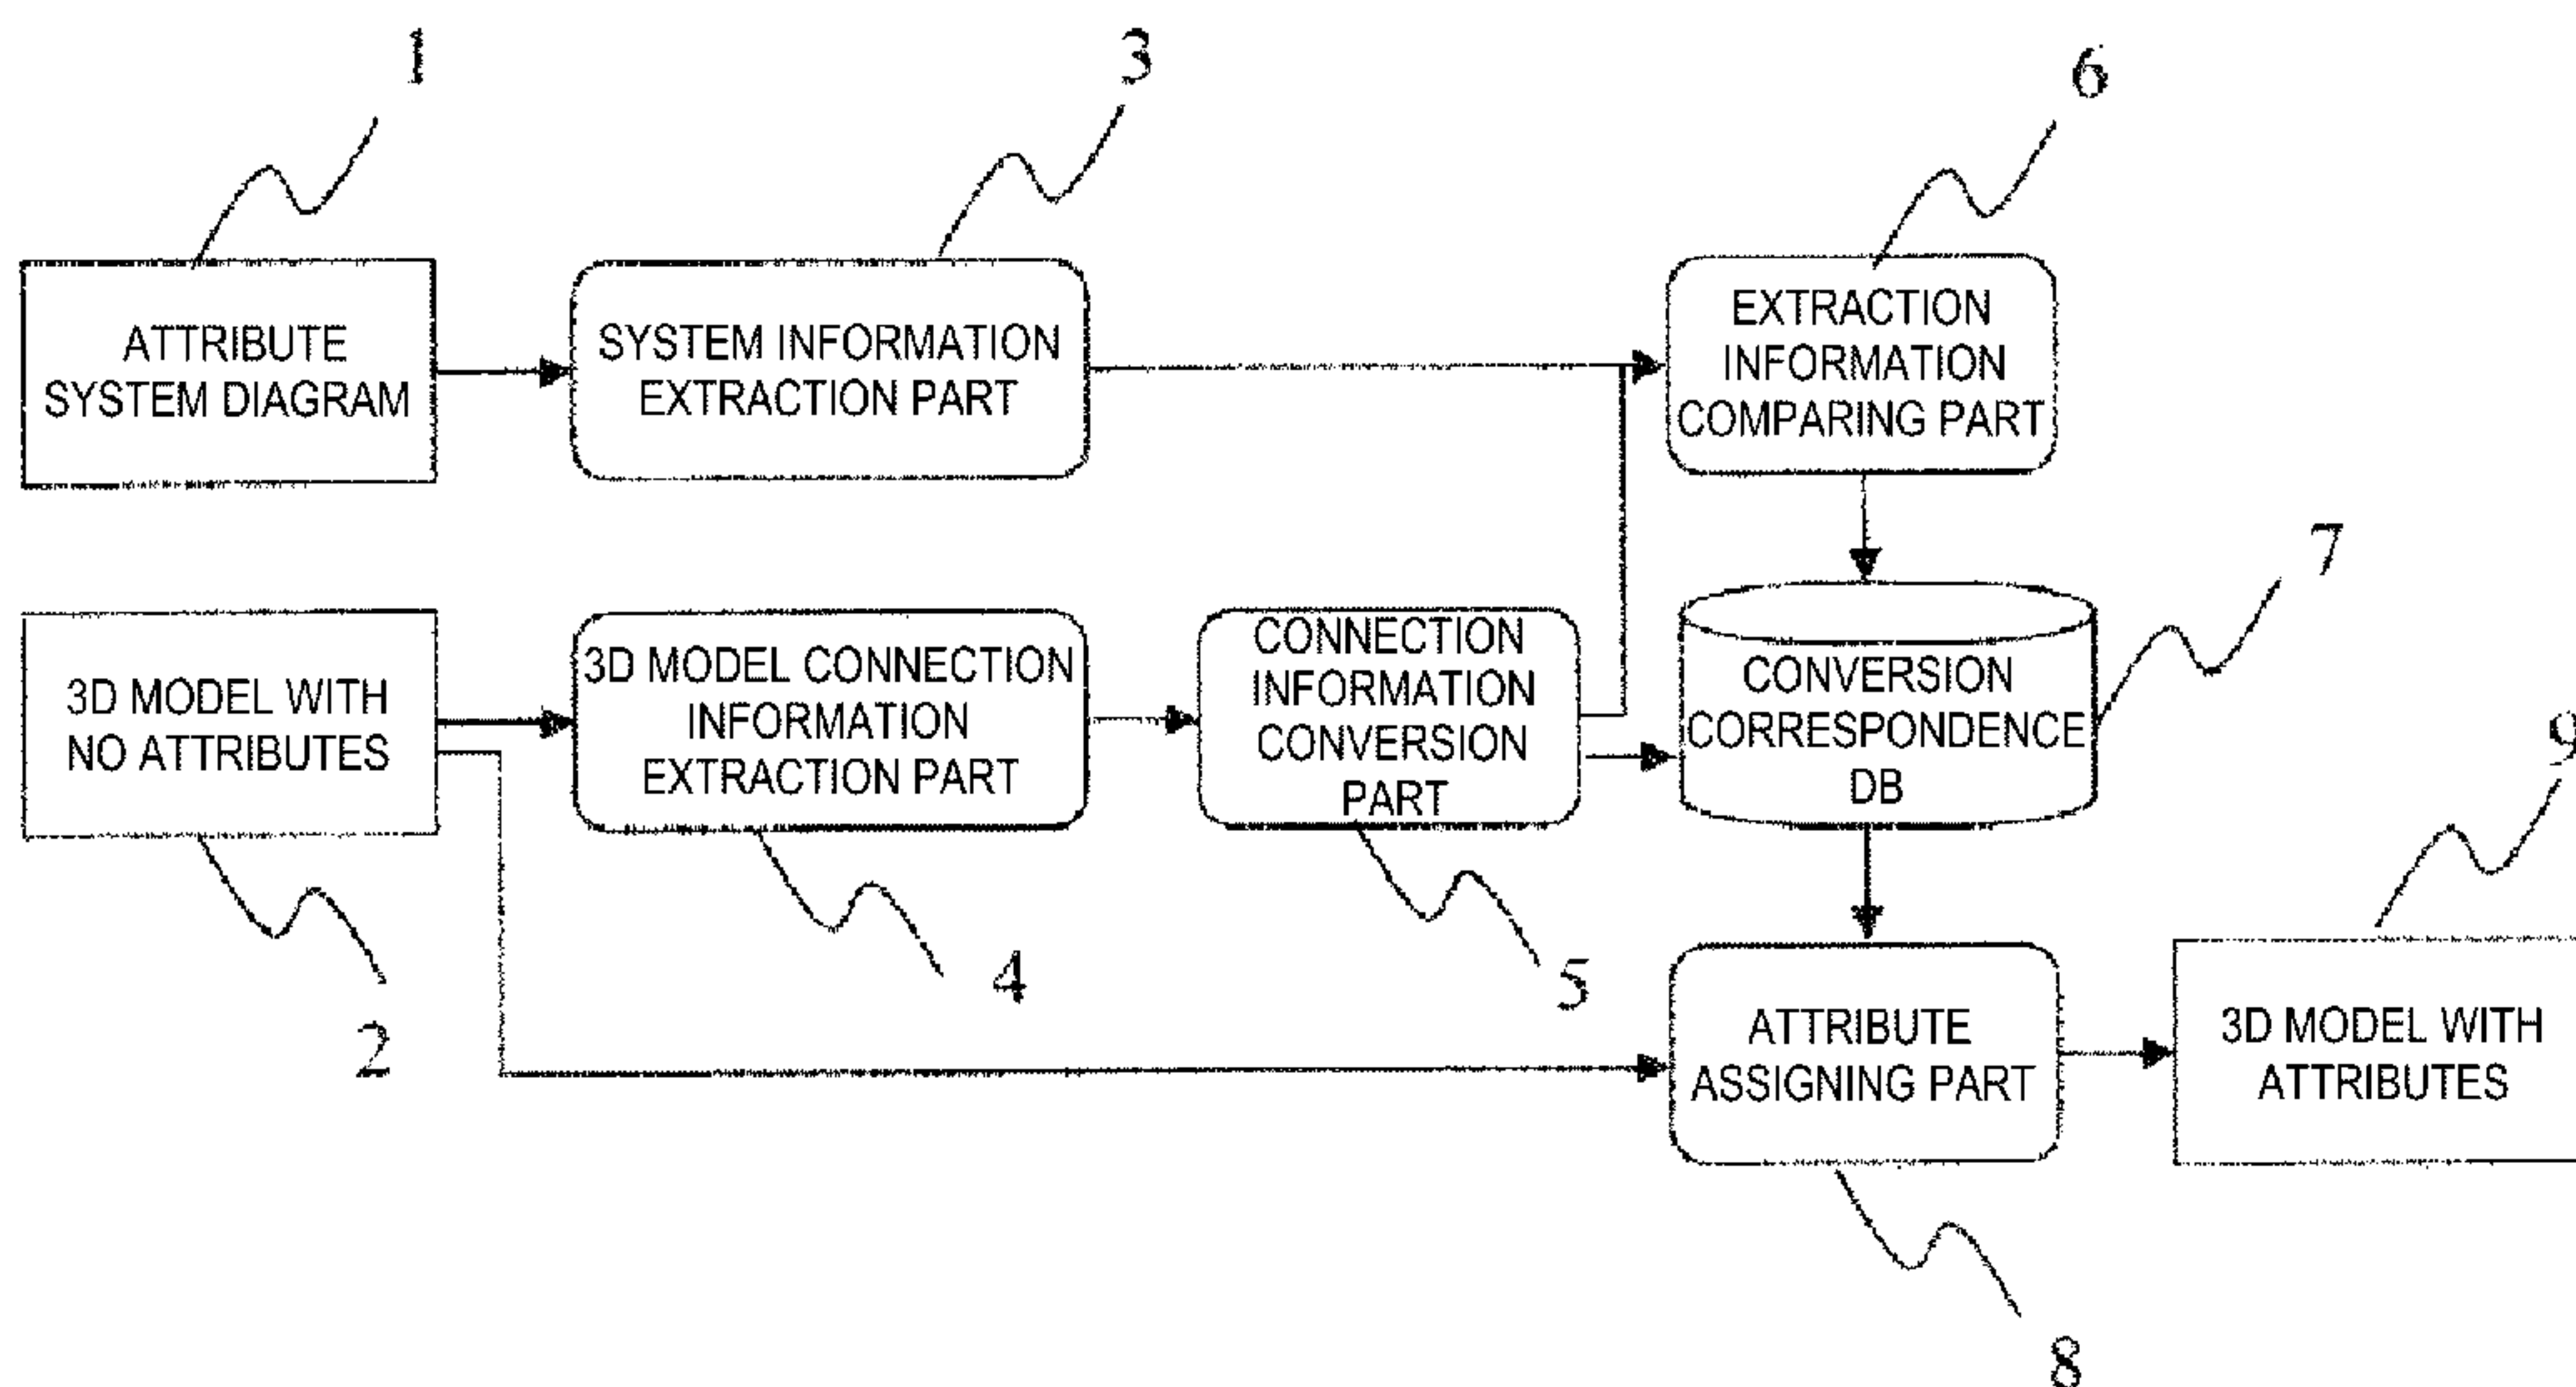 1
3
6
ATTRIBUTE
SYSTEM DIAGRAM
SYSTEM INFORMATION
EXTRACTION PART
EXTRACTION
INFORMATION
COMPARING PART
7
3D MODEL WITH
NO ATTRIBUTES
3D MODEL CONNECTION
INFORMATION
EXTRACTION PART
CONNECTION
INFORMATION
CONVERSION
PART
CONVERSION
CORRESPONDENCE
DB
9
2
4
5
ATTRIBUTE
ASSIGNING PART
3D MODEL WITH
ATTRIBUTES
8